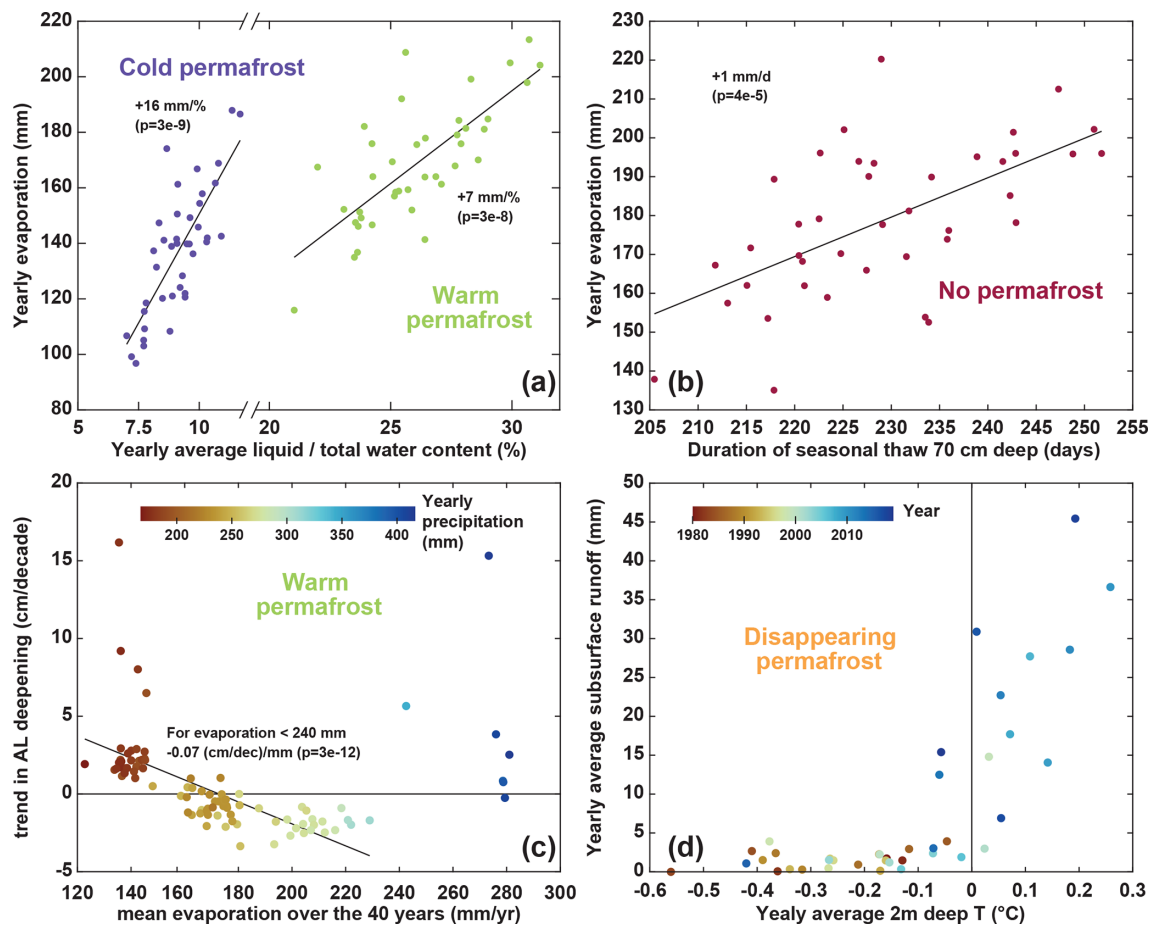 220
200
180
160
140
120
100
80
Yearly evaporation (mm)
Cold permafrost
+16 mm/%
(p=3e-9)
+7 mm/%
(p=3e-8)
Warm
permafrost
(a)
5
7.5
10
20
25
30
Yearly average liquid / total water content (%)
230
220
210
200
190
180
170
160
150
140
130
Yearly evaporation (mm)
+1 mm/d
(p=4e-5)
No permafrost
(b)
205
210
215
220
225
230
235
240
245
250
255
Duration of seasonal thaw 70 cm deep (days)
20
15
10
5
0
-5
trend in AL deepening (cm/decade)
Yearly
precipitation
(mm)
200
250
300
350
400
Warm
permafrost
For evaporation < 240 mm
-0.07 (cm/dec)/mm (p=3e-12)
(c)
120
140
160
180
200
220
240
260
280
300
mean evaporation over the 40 years (mm/yr)
50
45
40
35
30
25
20
15
10
5
0
Yearly average subsurface runoff (mm)
Year
1980
1990
2000
2010
Disappearing
permafrost
(d)
-0.6
-0.5
-0.4
-0.3
-0.2
-0.1
0
0.1
0.2
0.3
Yealy average 2m deep T (°C)